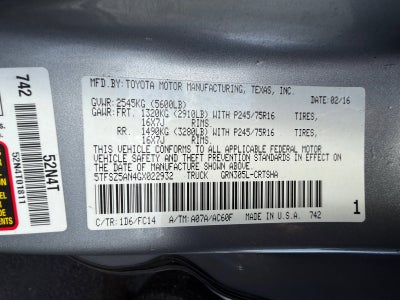 MFD.BY: TOYOTA MOTOR MANUFACTURING, TEXAS, INC.
GVWR: 2545KG (5600LB) 02/16
GAWR:FRT. 1320KG (2910LB) WITH P245/75R16 TIRES,
16X7J RIMS
RR. 1490KG (3280LB) WITH P245/75R16 TIRES,
16X7J RIMS
THIS VEHICLE CONFORMS TO ALL APPLICABLE FEDERAL MOTOR
VEHICLE SAFETY AND THEFT PREVENTION STANDARDS IN EFFECT ON THE
DATE OF MANUFACTURE SHOWN ABOVE.
5TFSZ5AN4GX022932 TRUCK GRN305L-CRTSHA
C/TR: 1D6/FC14 A/TM: A07A/AC60F MADE IN U.S.A. 742
1
742
52N4T
52N41101811